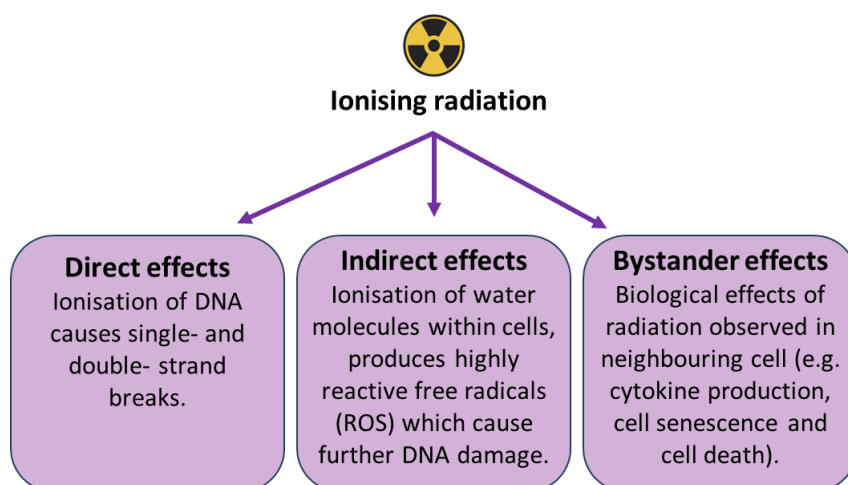 Ionising radiation
Direct effects
Ionisation of DNA
causes single- and
double- strand
breaks.
Indirect effects
Ionisation of water
molecules within cells,
produces highly
reactive free radicals
(ROS) which cause
further DNA damage.
Bystander effects
Biological effects of
radiation observed in
neighbouring cell (e.g.
cytokine production,
cell senescence and
cell death).